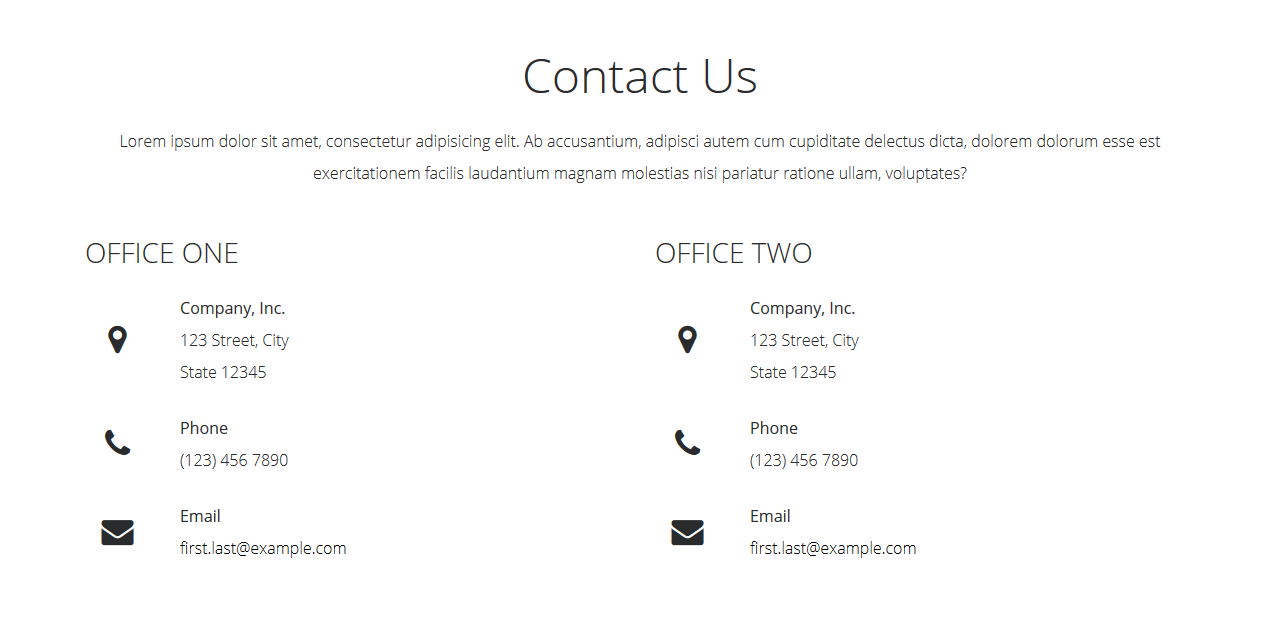 Contact Us
Lorem ipsum dolor sit amet, consectetur adipisicing elit. Ab accusantium, adipisci autem cum cupiditate delectus dicta, dolorem dolorum esse est
exercitationem facilis laudantium magnam molestias nisi pariatur ratione ullam, voluptates?
OFFICE ONE
Company, Inc.
123 Street, City
State 12345
Phone
(123) 456 7890
Email
first.last@example.com
OFFICE TWO
Company, Inc.
123 Street, City
State 12345
Phone
(123) 456 7890
Email
first.last@example.com